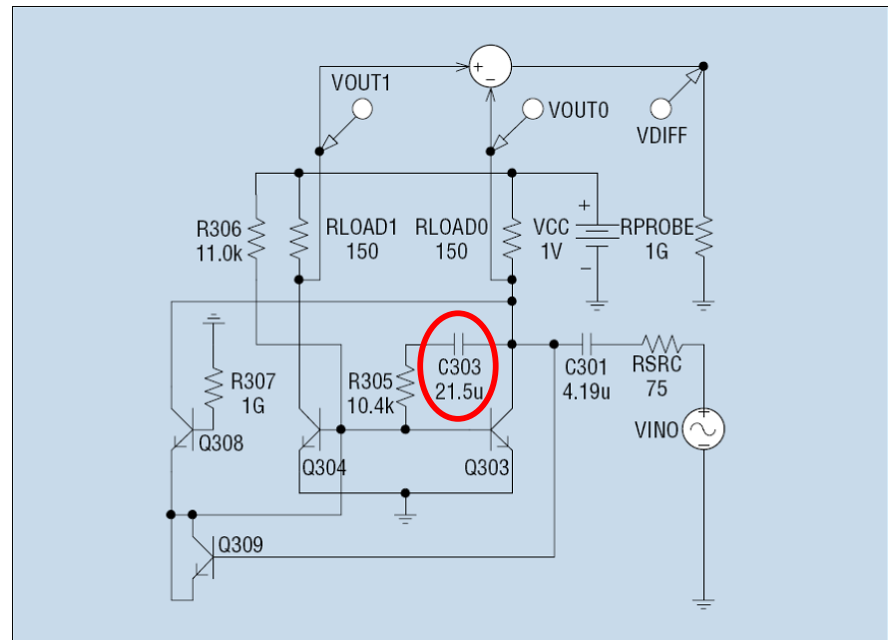 +
−
VOUT1
VOUT0
VDIFF
R306
11.0k
RLOAD1
150
RLOAD0
150
VCC
1V
+
−
RPROBE
1G
R307
1G
R305
10.4k
C303
21.5u
C301
4.19u
RSRC
75
VINO
+
−
Q308
Q304
Q303
Q309